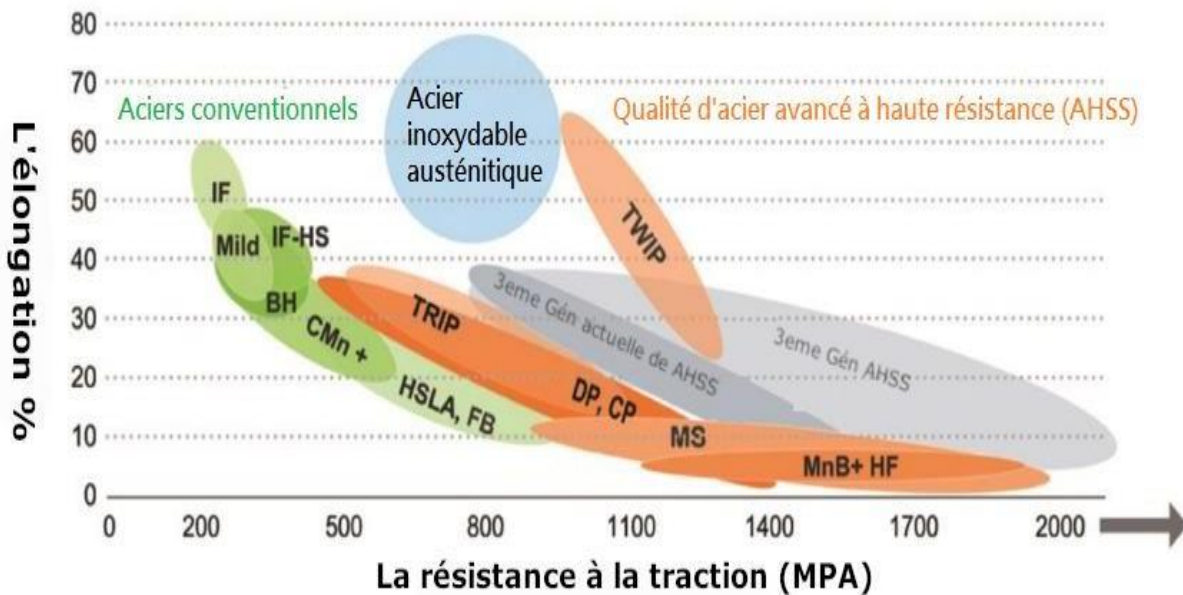 80
70
60
50
40
30
20
10
0
L'élongation %
Aciers conventionnels
Acier
inoxydable
austénitique
Qualité d'acier avancé à haute résistance (AHSS)
IF
Mild
IF-HS
BH
CMn +
HSLA, FB
TRIP
DP, CP
TWIP
3eme Gén actuelle de AHSS
3eme Gén AHSS
MS
MnB+ HF
0 200 500 800 1100 1400 1700 2000
La résistance à la traction (MPA)